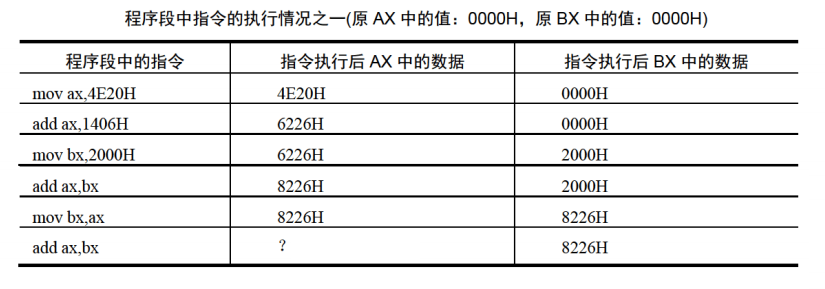 程序段中指令的执行情况之一(原 AX 中的值：0000H，原 BX 中的值：0000H)
程序段中的指令 指令执行后 AX 中的数据 指令执行后 BX 中的数据
mov ax,4E20H 4E20H 0000H
add ax,1406H 6226H 0000H
mov bx,2000H 6226H 2000H
add ax,bx 8226H 2000H
mov bx,ax 8226H 8226H
add ax,bx ？ 8226H